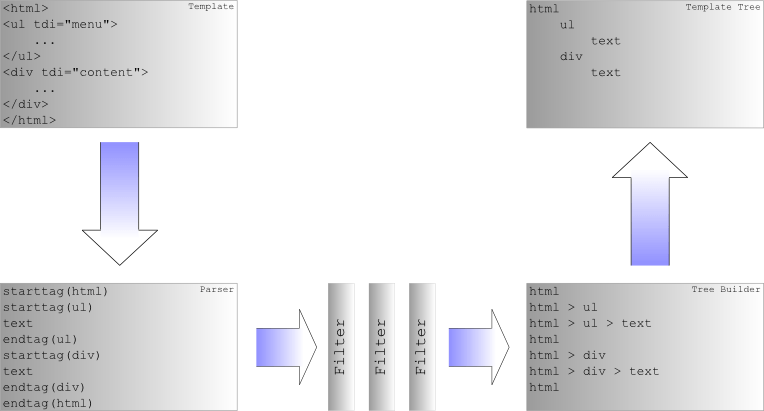 Template
<html>
<ul tdi="menu">
    ...
</ul>
<div tdi="content">
    ...
</div>
</html>
Parser
starttag(html)
starttag(ul)
text
endtag(ul)
starttag(div)
text
endtag(div)
endtag(html)
Filter
Filter
Filter
Tree Builder
html
html > ul
html > ul > text
html
html > div
html > div > text
html
Template Tree
html
    ul
        text
    div
        text